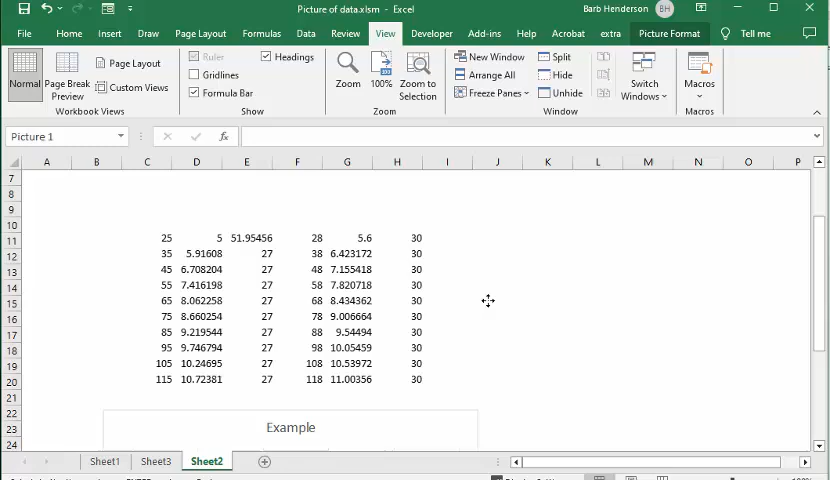 Picture of data.xlsm - Excel
Barb Henderson BH
File Home Insert Draw Page Layout Formulas Data Review View Developer Add-ins extra Acrobat Picture Format Tell me
Normal Page Break Preview Page Layout Custom Views
Workbook Views
Ruler Gridlines Formula Bar Headings
Show
Zoom 100% Zoom to Selection
Zoom
New Window Arrange All Freeze Panes Split Hide Unhide Switch Windows
Window
Macros
Macros
Picture 1 fx
A B C D E F G H I J K L M N O P
7
8
9
10
11 25 5 51.95456 28 5.6 30
12 35 5.91608 27 38 6.423172 30
13 45 6.708204 27 48 7.155418 30
14 55 7.416198 27 58 7.820718 30
15 65 8.062258 27 68 8.434362 30
16 75 8.660254 27 78 9.006664 30
17 85 9.219544 27 88 9.54494 30
18 95 9.746794 27 98 10.05459 30
19 105 10.24695 27 108 10.53972 30
20 115 10.72381 27 118 11.00356 30
21
22
23 Example
24
Sheet1 Sheet3 Sheet2